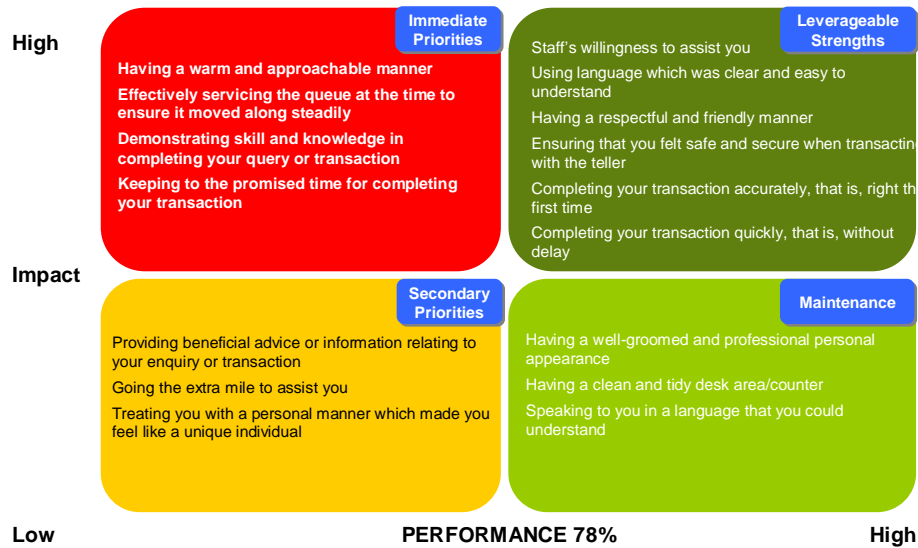 High
Immediate
Priorities
Having a warm and approachable manner
Effectively servicing the queue at the time to
ensure it moved along steadily
Demonstrating skill and knowledge in
completing your query or transaction
Keeping to the promised time for completing
your transaction
Leverageable
Strengths
Staff's willingness to assist you
Using language which was clear and easy to
understand
Having a respectful and friendly manner
Ensuring that you felt safe and secure when transacting
with the teller
Completing your transaction accurately, that is, right th
first time
Completing your transaction quickly, that is, without
delay
Impact
Secondary
Priorities
Providing beneficial advice or information relating to
your enquiry or transaction
Going the extra mile to assist you
Treating you with a personal manner which made you
feel like a unique individual
Maintenance
Having a well-groomed and professional personal
appearance
Having a clean and tidy desk area/counter
Speaking to you in a language that you could
understand
Low
PERFORMANCE 78%
High